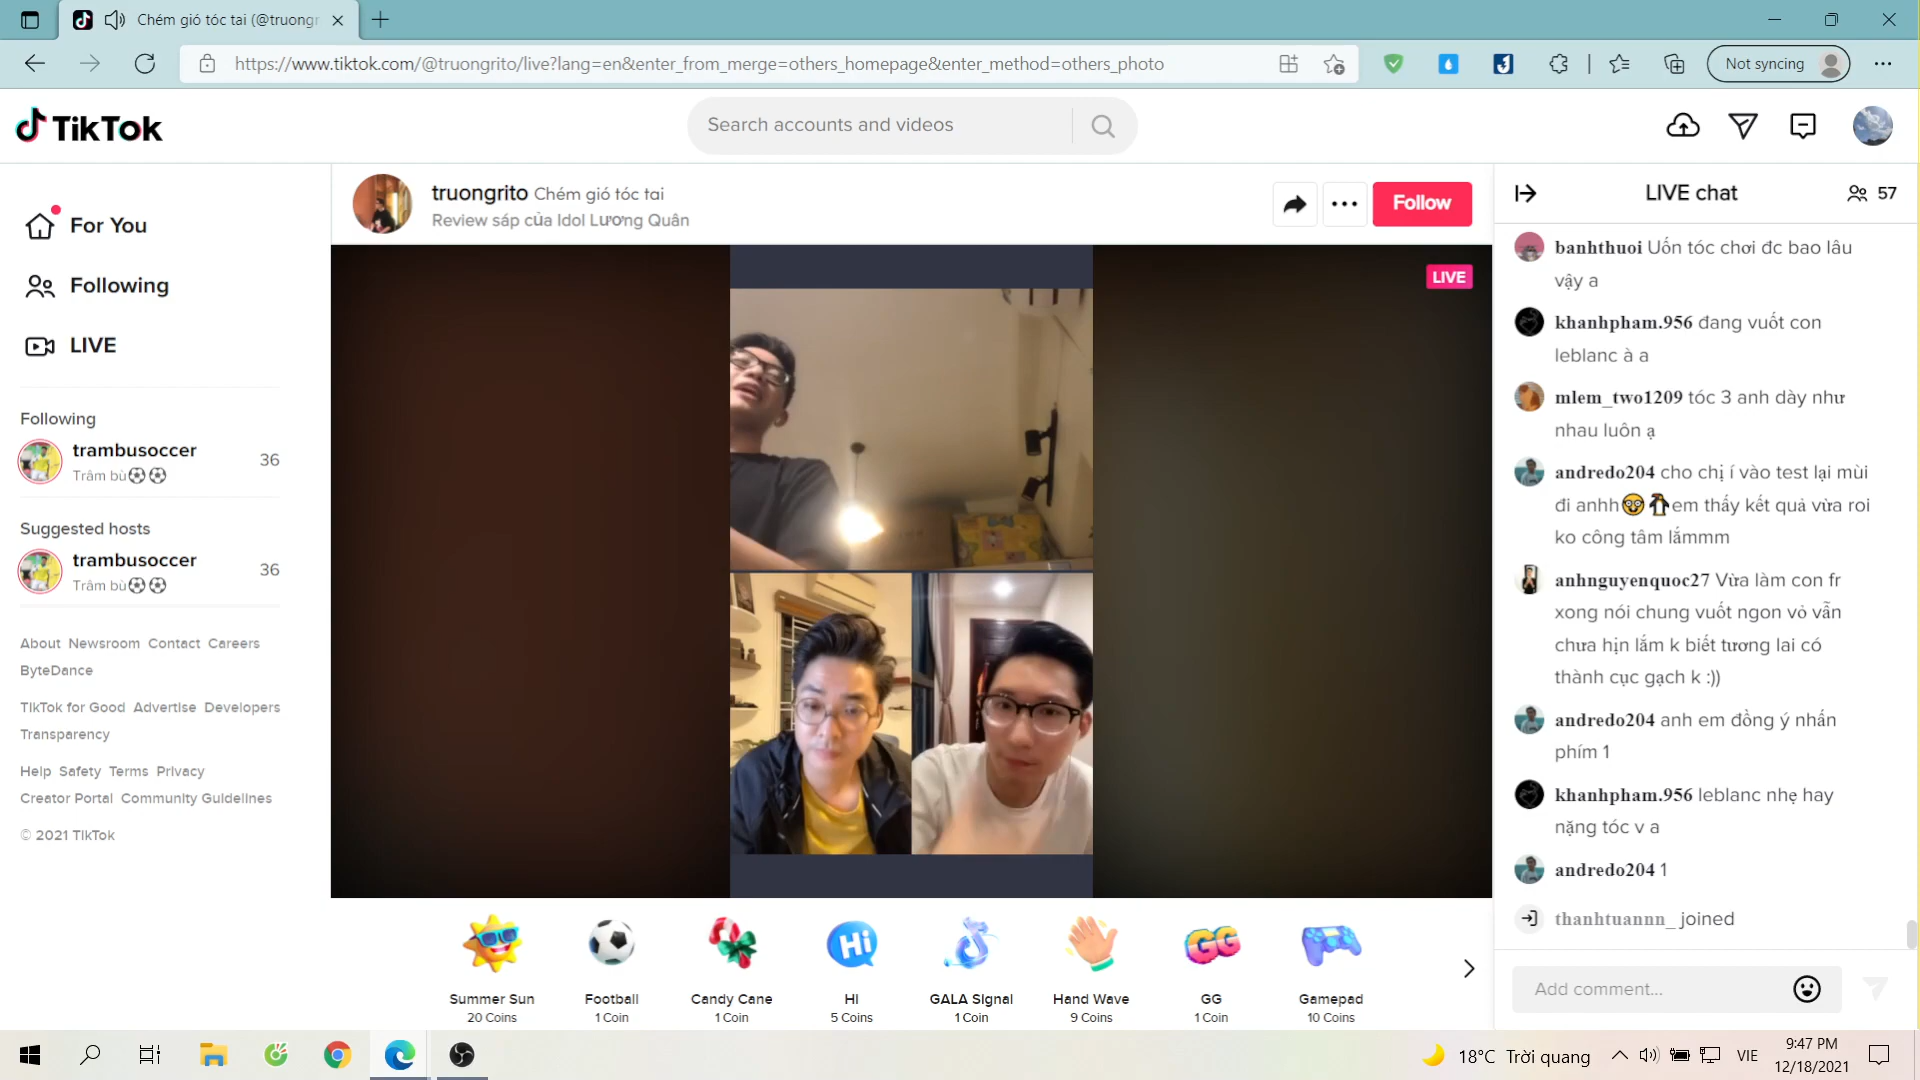 Chém gió tóc tai (@truongr
https://www.tiktok.com/@truongrito/live?lang=en&enter_from_merge=others_homepage&enter_method=others_photo
Not syncing
TikTok
Search accounts and videos
For You
Following
LIVE
Following
trambusoccer
Trâm bù⚽⚽
36
Suggested hosts
trambusoccer
Trâm bù⚽⚽
36
About Newsroom Contact Careers
ByteDance
TikTok for Good Advertise Developers
Transparency
Help Safety Terms Privacy
Creator Portal Community Guidelines
© 2021 TikTok
truongrito Chém gió tóc tai
Review sáp của Idol Lương Quân
Follow
LIVE
Summer Sun
20 Coins
Football
1 Coin
Candy Cane
1 Coin
Hi
Hi
5 Coins
GALA Signal
1 Coin
Hand Wave
9 Coins
GG
GG
1 Coin
Gamepad
10 Coins
LIVE chat
57
banhthuoi Uốn tóc chơi đc bao lâu
vậy a
khanhpham.956 đang vuốt con
leblanc à a
mlem_two1209 tóc 3 anh dày như
nhau luôn ạ
andredo204 cho chị í vào test lại mùi
đi anhh🥸🐧em thấy kết quả vừa roi
ko công tâm lắmmm
anhnguyenquoc27 Vừa làm con fr
xong nói chung vuốt ngon vỏ vẫn
chưa hịn lắm k biết tương lai có
thành cục gạch k :))
andredo204 anh em đồng ý nhấn
phím 1
khanhpham.956 leblanc nhẹ hay
nặng tóc v a
andredo204 1
thanhtuannn_ joined
Add comment...
18°C Trời quang
VIE
9:47 PM
12/18/2021